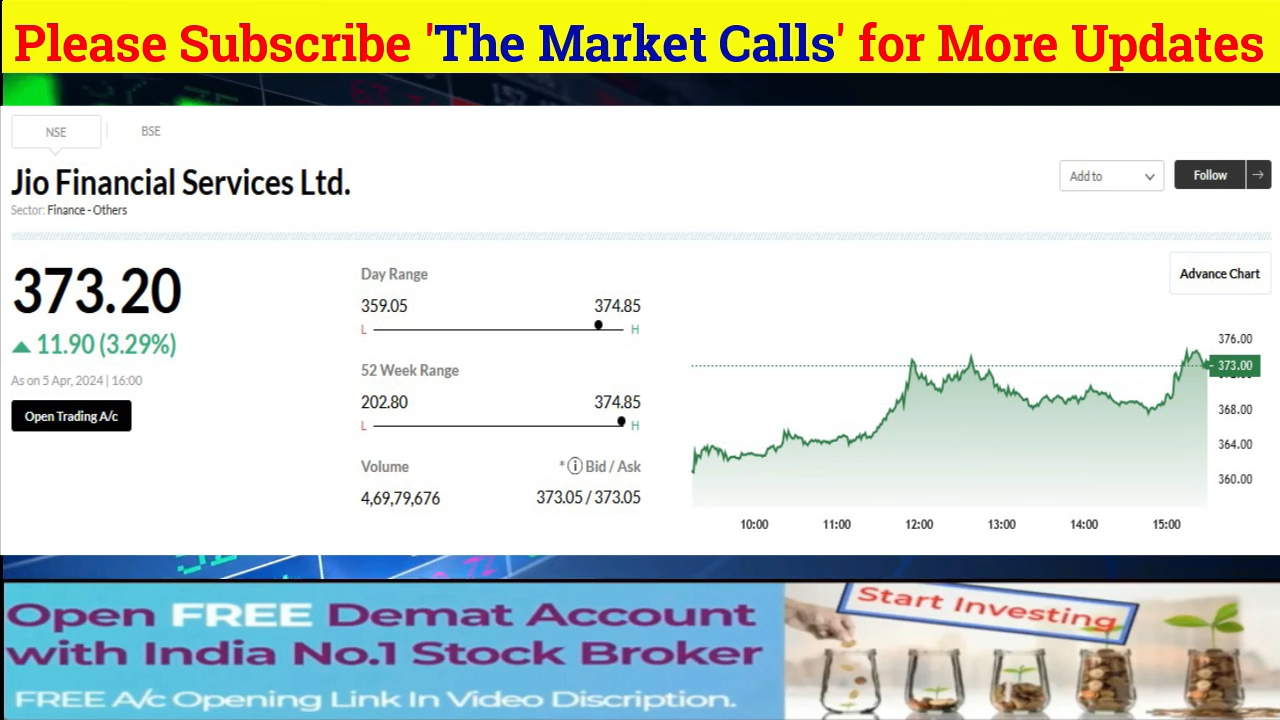 Please Subscribe 'The Market Calls' for More Updates
NSE
BSE
Jio Financial Services Ltd.
Add to
Follow
Sector: Finance - Others
373.20
11.90 (3.29%)
As on 5 Apr, 2024 | 16:00
Open Trading A/c
Day Range
359.05 374.85
L H
52 Week Range
202.80 374.85
L H
Volume * i Bid / Ask
4,69,79,676 373.05 / 373.05
Advance Chart
376.00
373.00
368.00
364.00
360.00
10:00 11:00 12:00 13:00 14:00 15:00
Open FREE Demat Account
with India No.1 Stock Broker
FREE A/c Opening Link In Video Discription.
Start Investing